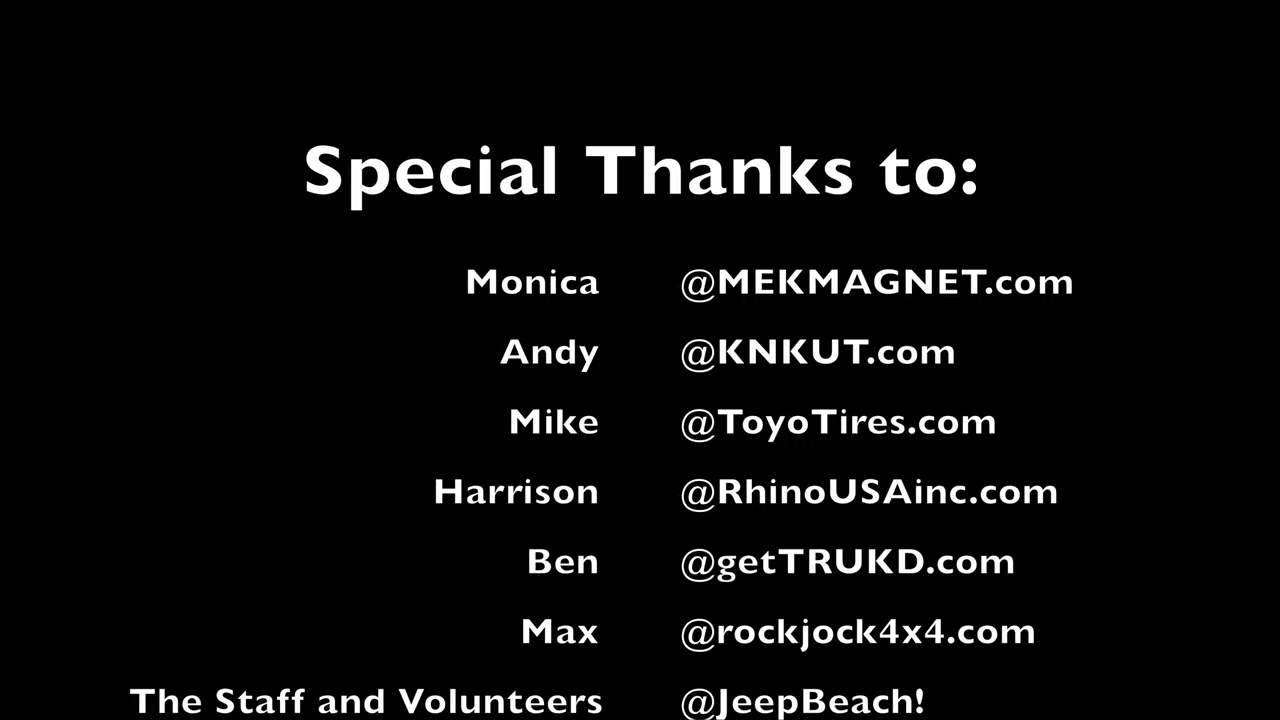 Special Thanks to:
Monica @MEKMAGNET.com
Andy @KNKUT.com
Mike @ToyoTires.com
Harrison @RhinoUSAinc.com
Ben @getTRUKD.com
Max @rockjock4x4.com
The Staff and Volunteers @JeepBeach!